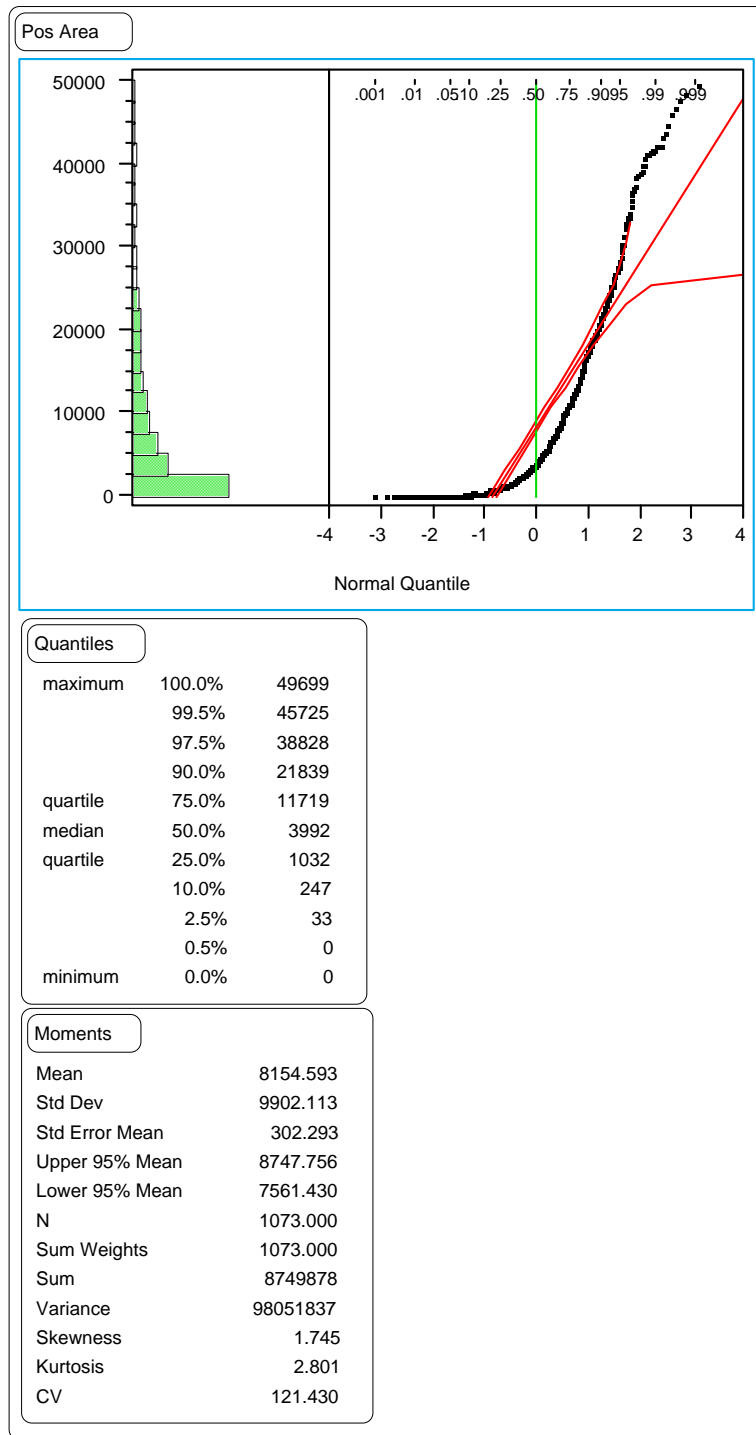 Pos Area
50000
40000
30000
20000
10000
0
.001 .01 .05 .10 .25 .50 .75 .90 .95 .99 .999
-4 -3 -2 -1 0 1 2 3 4
Normal Quantile
Quantiles
maximum 100.0% 49699
99.5% 45725
97.5% 38828
90.0% 21839
quartile 75.0% 11719
median 50.0% 3992
quartile 25.0% 1032
10.0% 247
2.5% 33
0.5% 0
minimum 0.0% 0
Moments
Mean 8154.593
Std Dev 9902.113
Std Error Mean 302.293
Upper 95% Mean 8747.756
Lower 95% Mean 7561.430
N 1073.000
Sum Weights 1073.000
Sum 8749878
Variance 98051837
Skewness 1.745
Kurtosis 2.801
CV 121.430